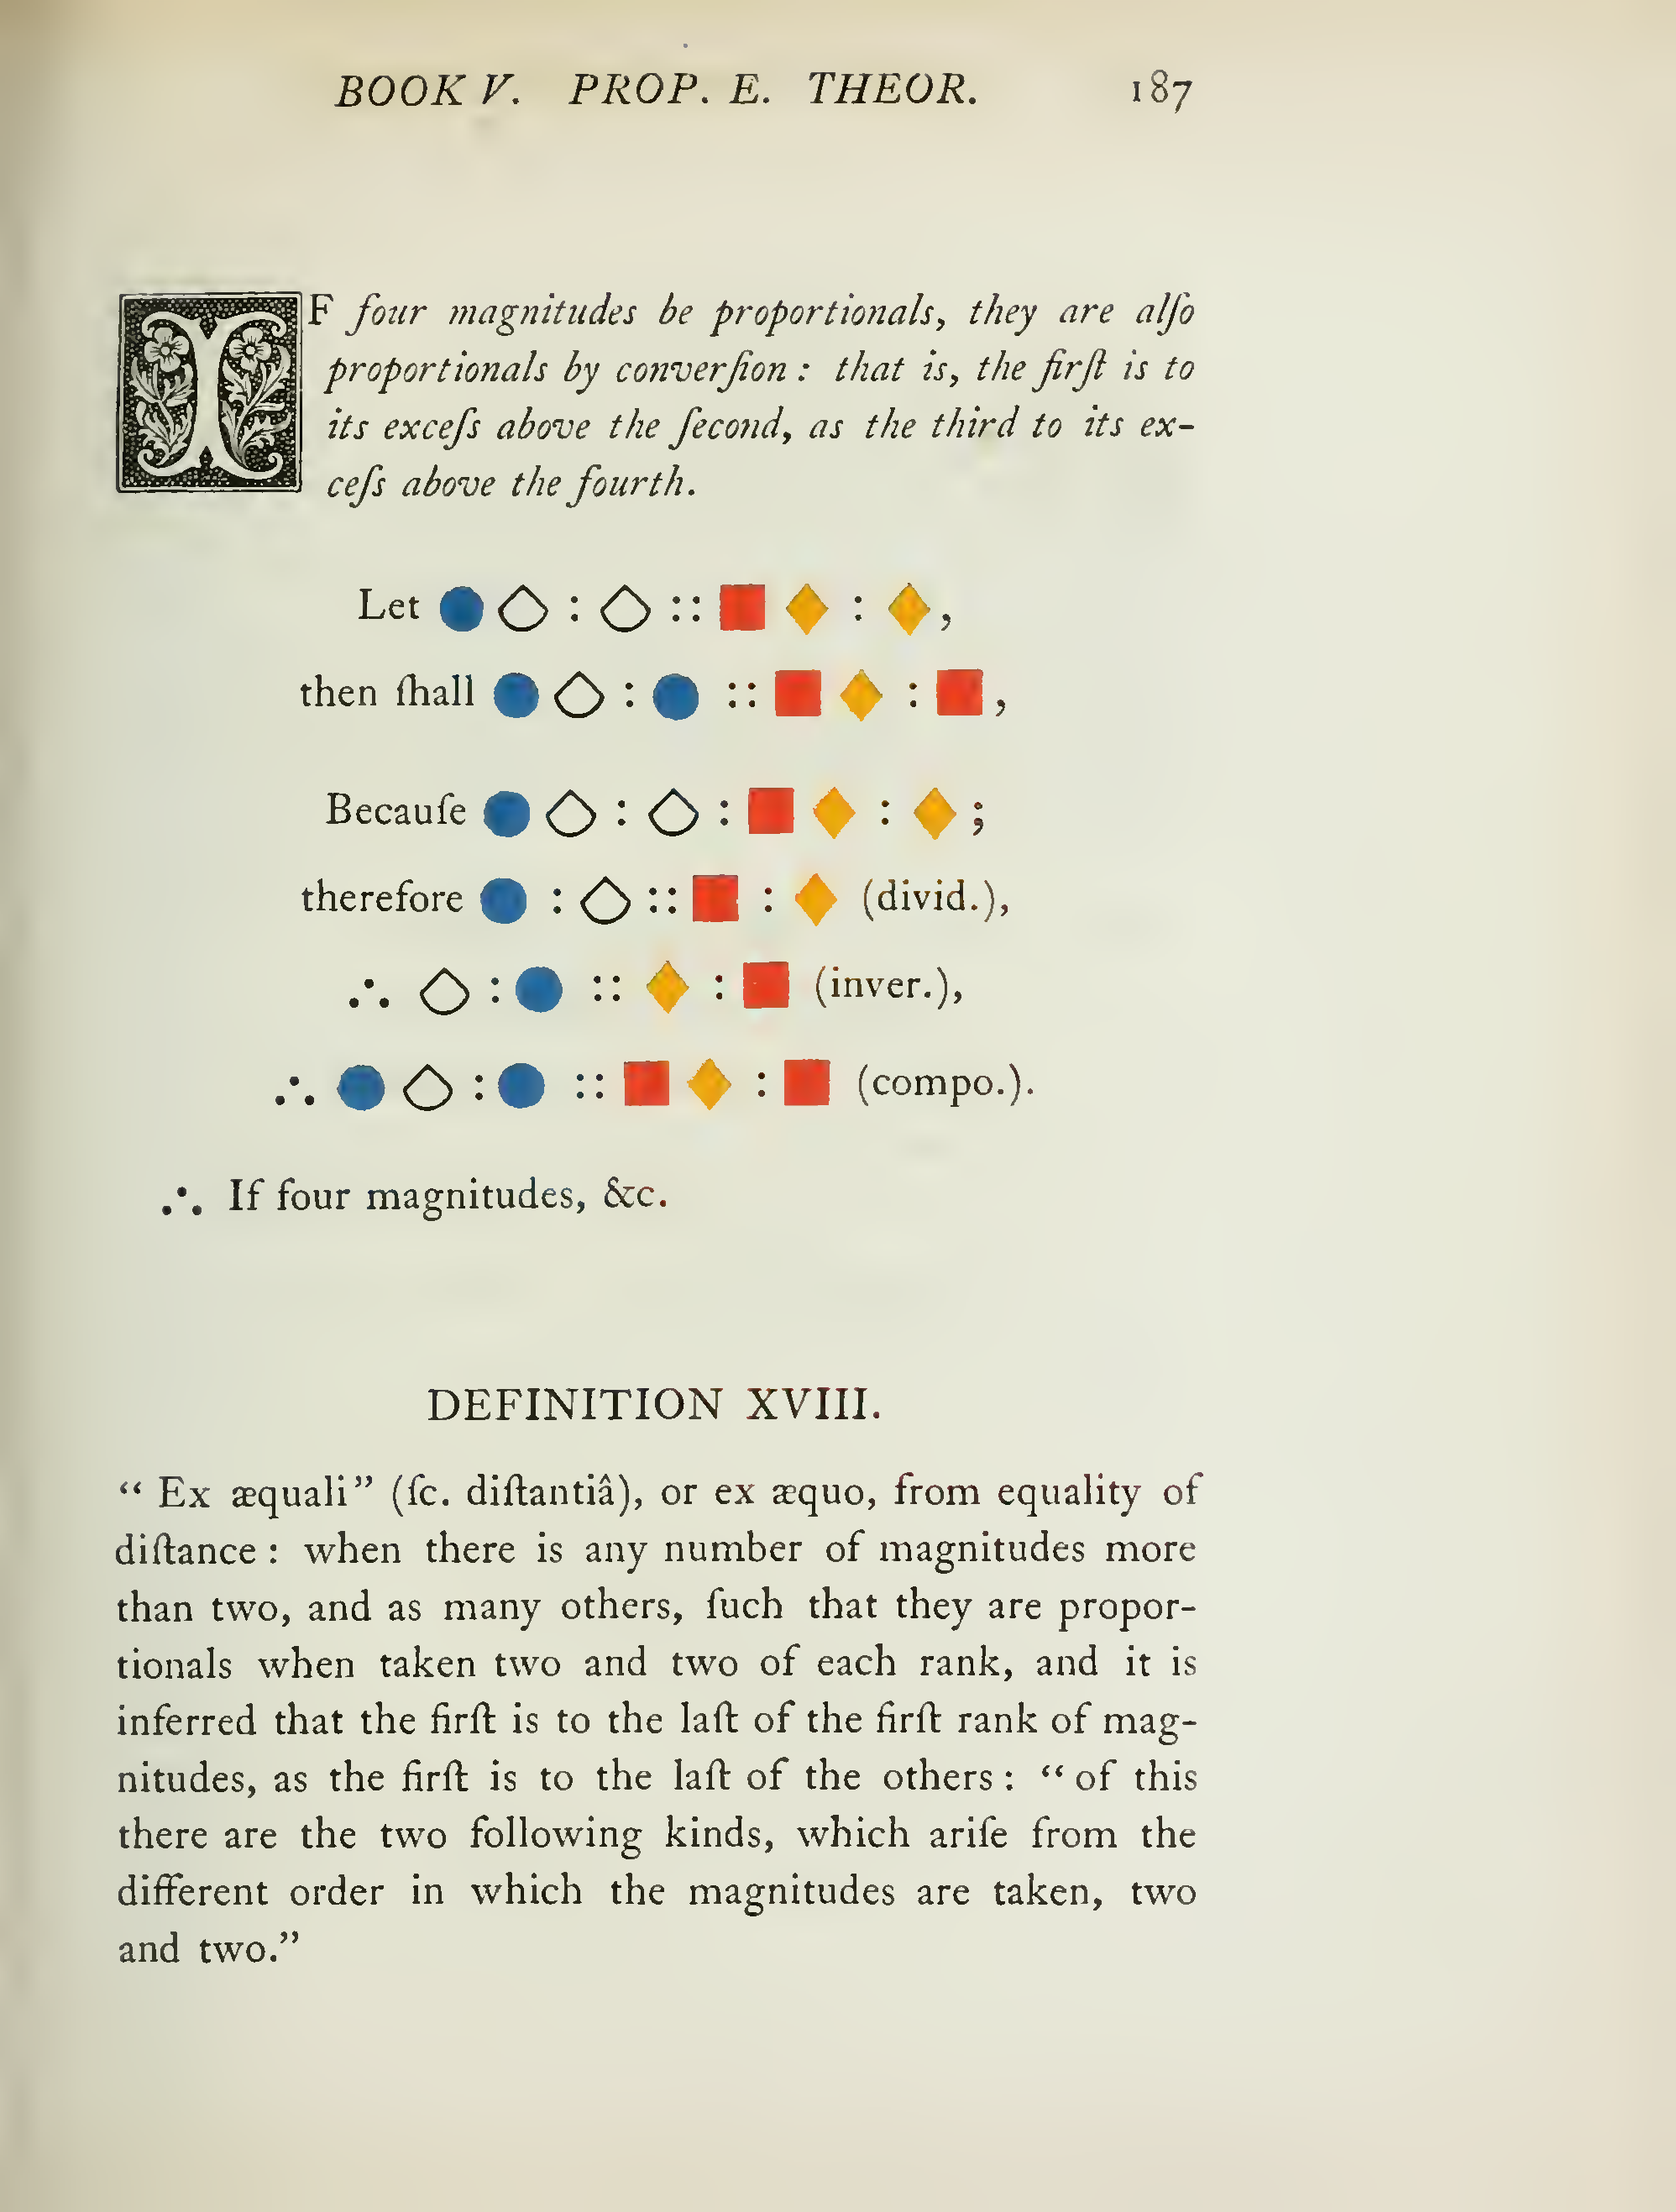 BOOK V. PROP. E. THEOR. 187
IF four magnitudes be proportionals, they are alſo
proportionals by converſion : that is, the firſt is to
its exceſs above the ſecond, as the third to its ex-
ceſs above the fourth.
Let : :: : ,
then ſhall : :: : ,
Becauſe : : : ;
therefore : :: : (divid.),
∴ : :: : (inver.),
∴ : :: : (compo.).
∴ If four magnitudes, &c.
DEFINITION XVIII.
“ Ex æquali” (ſc. diſtantiâ), or ex æquo, from equality of
diſtance : when there is any number of magnitudes more
than two, and as many others, ſuch that they are propor-
tionals when taken two and two of each rank, and it is
inferred that the firſt is to the laſt of the firſt rank of mag-
nitudes, as the firſt is to the laſt of the others : “ of this
there are the two following kinds, which ariſe from the
different order in which the magnitudes are taken, two
and two.”